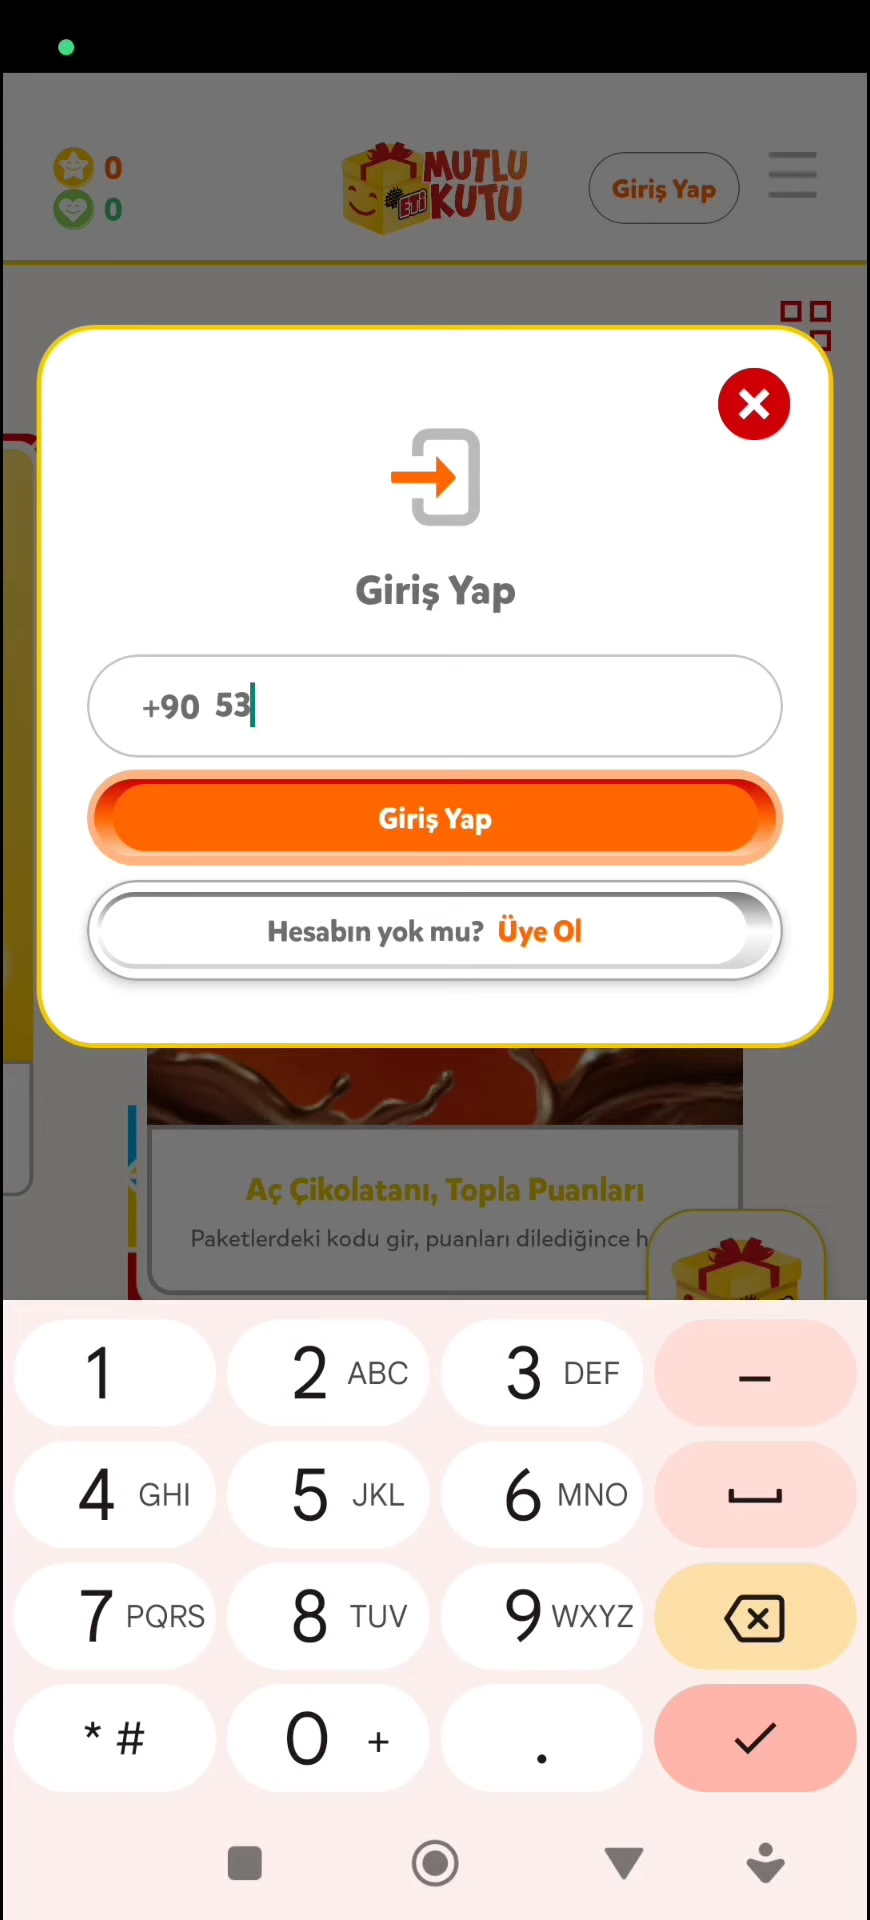 0
0
MUTLU
KUTU
ETİ
Giriş Yap
Giriş Yap
+90 53
Giriş Yap
Hesabın yok mu? Üye Ol
Aç Çikolatanı, Topla Puanları
Paketlerdeki kodu gir, puanları dilediğince h
1 2 ABC 3 DEF –
4 GHI 5 JKL 6 MNO
7 PQRS 8 TUV 9 WXYZ
* # 0 + .